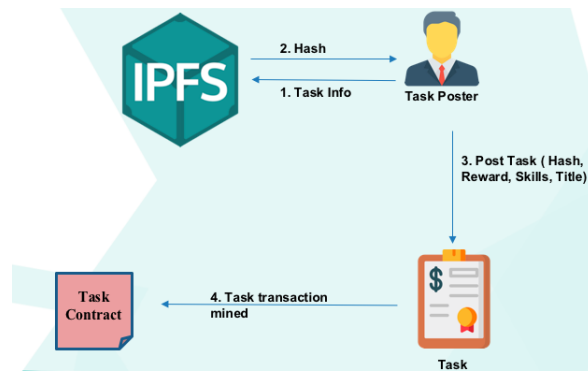 IPFS
2. Hash
1. Task Info
Task Poster
3. Post Task ( Hash,
Reward, Skills, Title)
$
Task
Contract
4. Task transaction
mined
Task